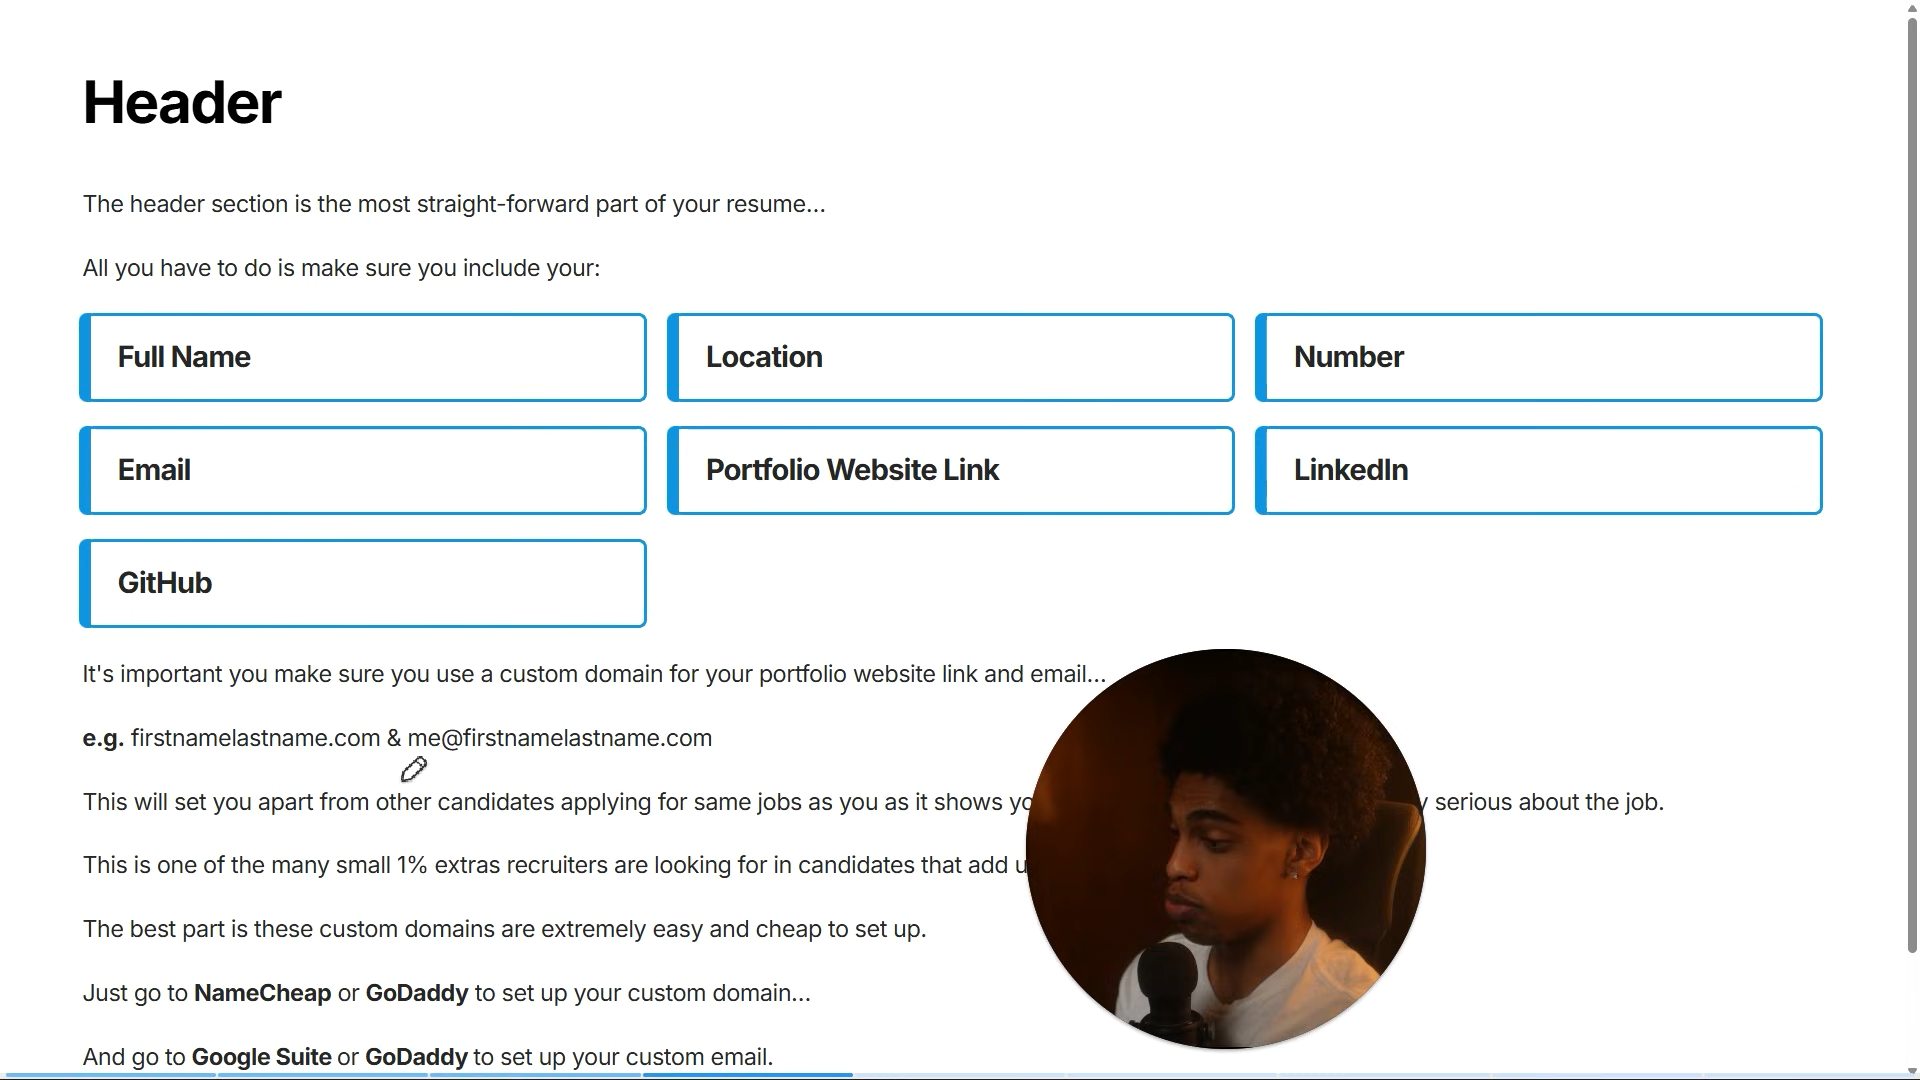 Header
The header section is the most straight-forward part of your resume...
All you have to do is make sure you include your:
Full Name
Location
Number
Email
Portfolio Website Link
LinkedIn
GitHub
It's important you make sure you use a custom domain for your portfolio website link and email...
e.g. firstnamelastname.com & me@firstnamelastname.com
This will set you apart from other candidates applying for same jobs as you as it shows serious about the job.
This is one of the many small 1% extras recruiters are looking for in candidates that add
The best part is these custom domains are extremely easy and cheap to set up.
Just go to NameCheap or GoDaddy to set up your custom domain...
And go to Google Suite or GoDaddy to set up your custom email.